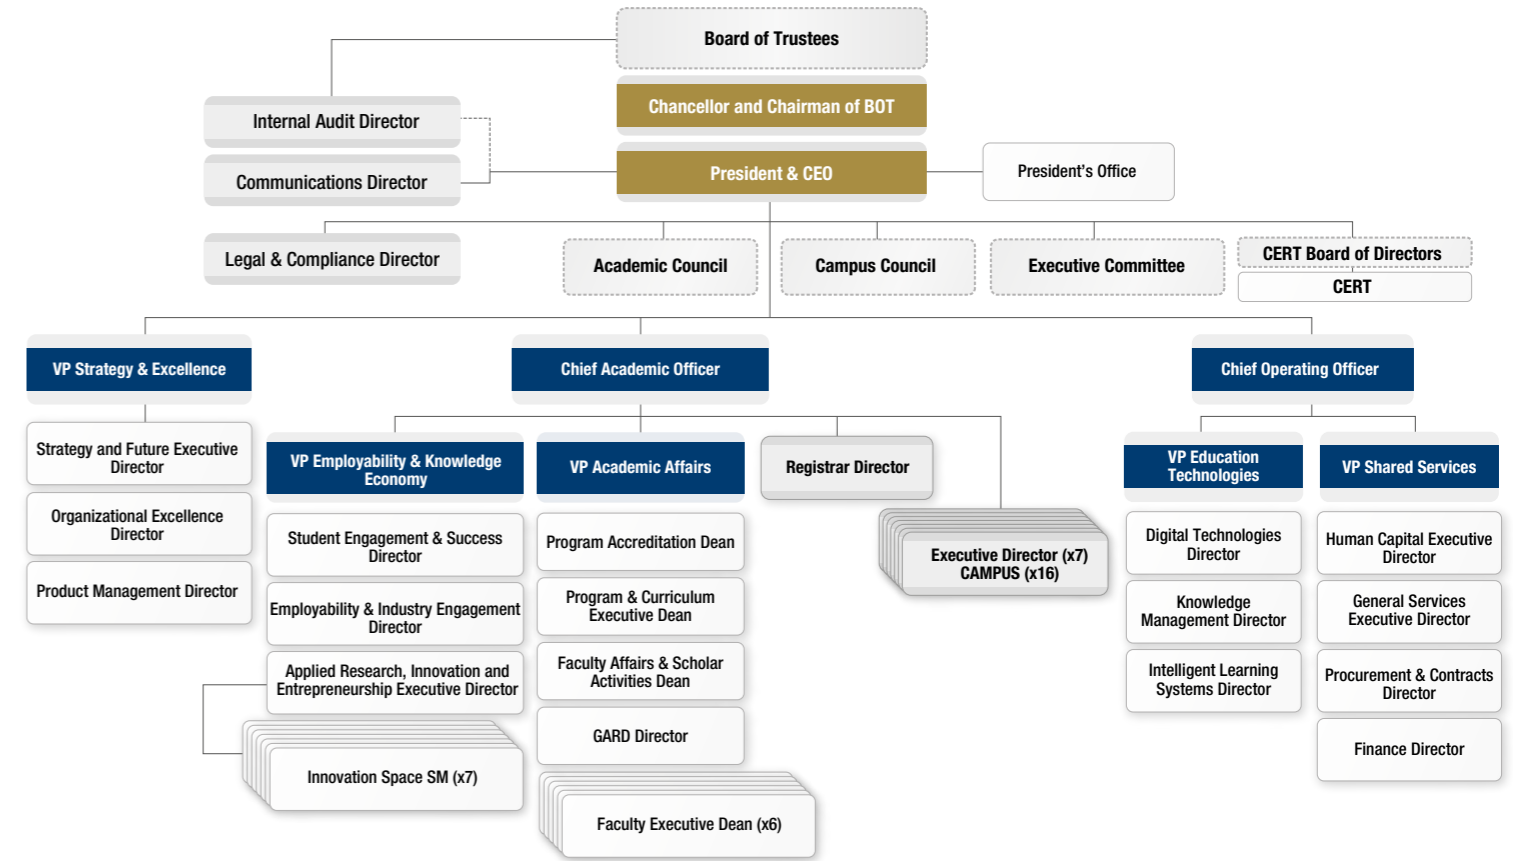 Board of Trustees
Chancellor and Chairman of BOT
Internal Audit Director
President & CEO
President’s Office
Communications Director
Legal & Compliance Director
Academic Council
Campus Council
Executive Committee
CERT Board of Directors
CERT
VP Strategy & Excellence
Chief Academic Officer
Chief Operating Officer
Strategy and Future Executive
Director
Organizational Excellence
Director
Product Management Director
VP Employability & Knowledge
Economy
Student Engagement & Success
Director
Employability & Industry Engagement
Director
Applied Research, Innovation and
Entrepreneurship Executive Director
Innovation Space SM (x7)
VP Academic Affairs
Program Accreditation Dean
Program & Curriculum
Executive Dean
Faculty Affairs & Scholar
Activities Dean
GARD Director
Faculty Executive Dean (x6)
Registrar Director
Executive Director (x7)
CAMPUS (x16)
VP Education
Technologies
Digital Technologies
Director
Knowledge
Management Director
Intelligent Learning
Systems Director
VP Shared Services
Human Capital Executive
Director
General Services
Executive Director
Procurement & Contracts
Director
Finance Director